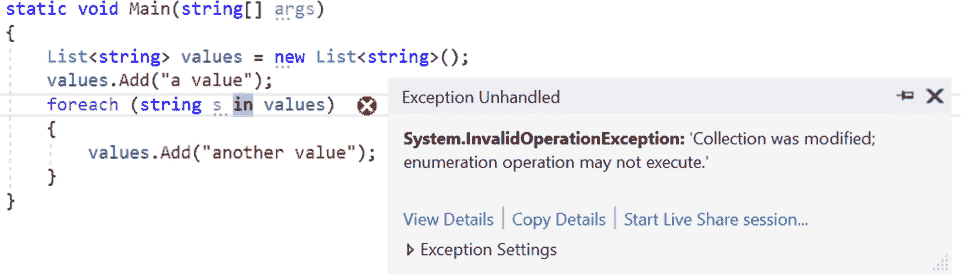 static void Main(string[] args)
{
List<string> values = new List<string>();
values.Add("a value");
foreach (string s in values)
{
values.Add("another value");
}
}
Exception Unhandled
System.InvalidOperationException: 'Collection was modified;
enumeration operation may not execute.'
View Details | Copy Details | Start Live Share session...
Exception Settings